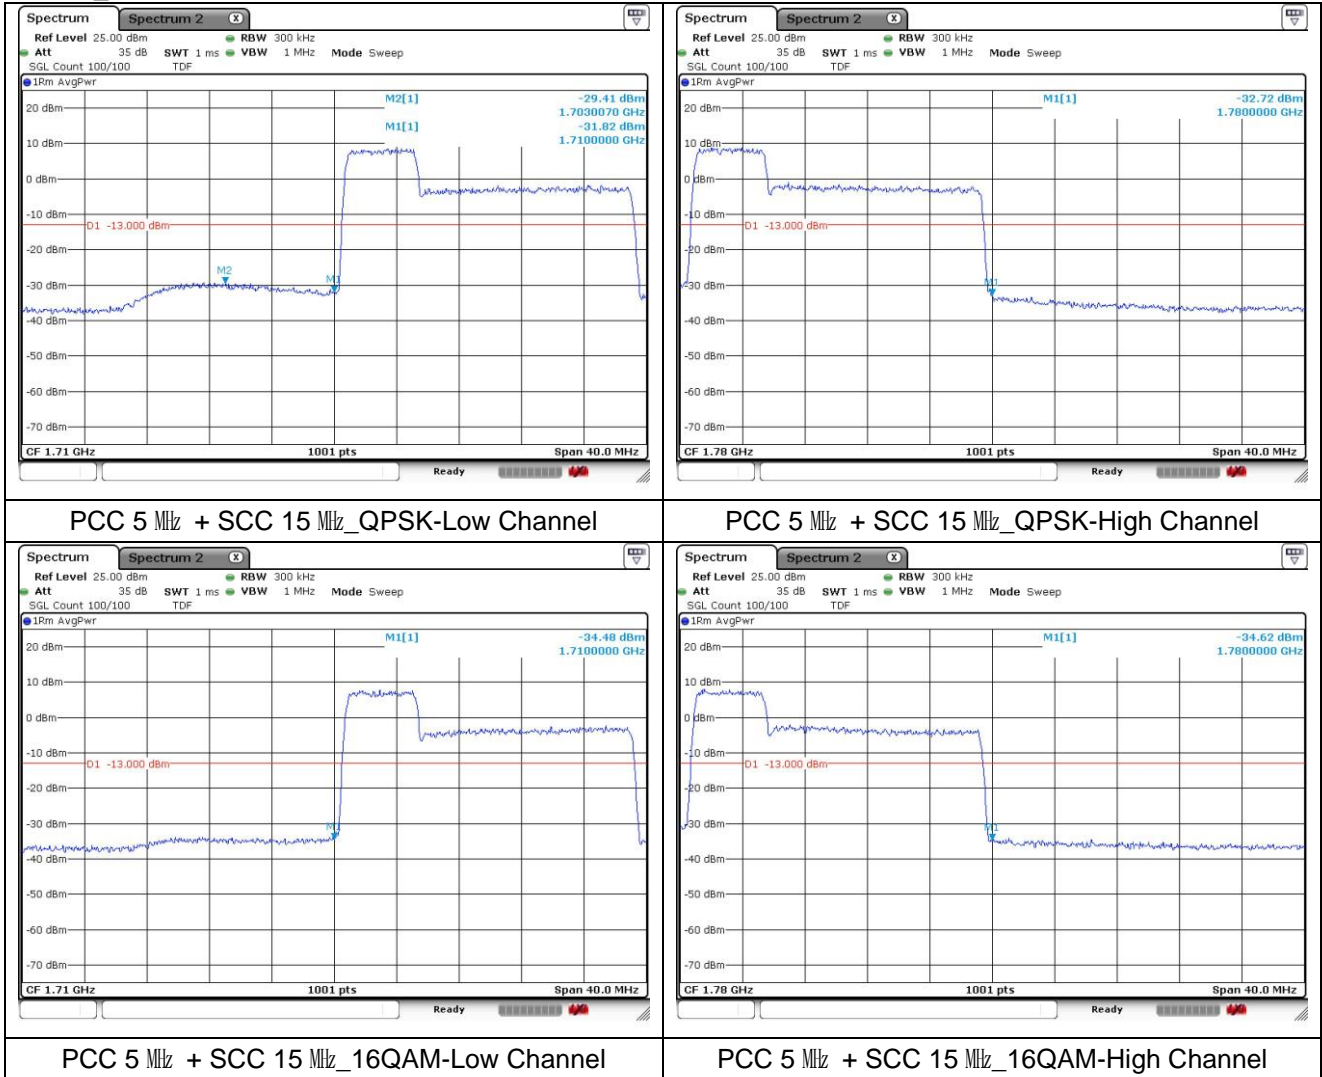 Spectrum Spectrum 2 X
Ref Level 25.00 dBm RBW 300 kHz
Att 35 dB SWT 1 ms VBW 1 MHz Mode Sweep
SGL Count 100/100 TDF
1Rm AvgPwr
M2[1] -29.41 dBm
1.7030070 GHz
M1[1] -31.82 dBm
1.7100000 GHz
20 dBm
10 dBm
0 dBm
-10 dBm
D1 -13.000 dBm
-20 dBm
M2
M1
-30 dBm
-40 dBm
-50 dBm
-60 dBm
-70 dBm
CF 1.71 GHz 1001 pts Span 40.0 MHz
Ready
PCC 5 ㎒ + SCC 15 ㎒_QPSK-Low Channel
Spectrum Spectrum 2 X
Ref Level 25.00 dBm RBW 300 kHz
Att 35 dB SWT 1 ms VBW 1 MHz Mode Sweep
SGL Count 100/100 TDF
1Rm AvgPwr
M1[1] -32.72 dBm
1.7800000 GHz
20 dBm
10 dBm
0 dBm
-10 dBm
D1 -13.000 dBm
-20 dBm
-30 dBm
M1
-40 dBm
-50 dBm
-60 dBm
-70 dBm
CF 1.78 GHz 1001 pts Span 40.0 MHz
Ready
PCC 5 ㎒ + SCC 15 ㎒_QPSK-High Channel
Spectrum Spectrum 2 X
Ref Level 25.00 dBm RBW 300 kHz
Att 35 dB SWT 1 ms VBW 1 MHz Mode Sweep
SGL Count 100/100 TDF
1Rm AvgPwr
M1[1] -34.48 dBm
1.7100000 GHz
20 dBm
10 dBm
0 dBm
-10 dBm
D1 -13.000 dBm
-20 dBm
-30 dBm
M1
-40 dBm
-50 dBm
-60 dBm
-70 dBm
CF 1.71 GHz 1001 pts Span 40.0 MHz
Ready
PCC 5 ㎒ + SCC 15 ㎒_16QAM-Low Channel
Spectrum Spectrum 2 X
Ref Level 25.00 dBm RBW 300 kHz
Att 35 dB SWT 1 ms VBW 1 MHz Mode Sweep
SGL Count 100/100 TDF
1Rm AvgPwr
M1[1] -34.62 dBm
1.7800000 GHz
20 dBm
10 dBm
0 dBm
-10 dBm
D1 -13.000 dBm
-20 dBm
-30 dBm
M1
-40 dBm
-50 dBm
-60 dBm
-70 dBm
CF 1.78 GHz 1001 pts Span 40.0 MHz
Ready
PCC 5 ㎒ + SCC 15 ㎒_16QAM-High Channel